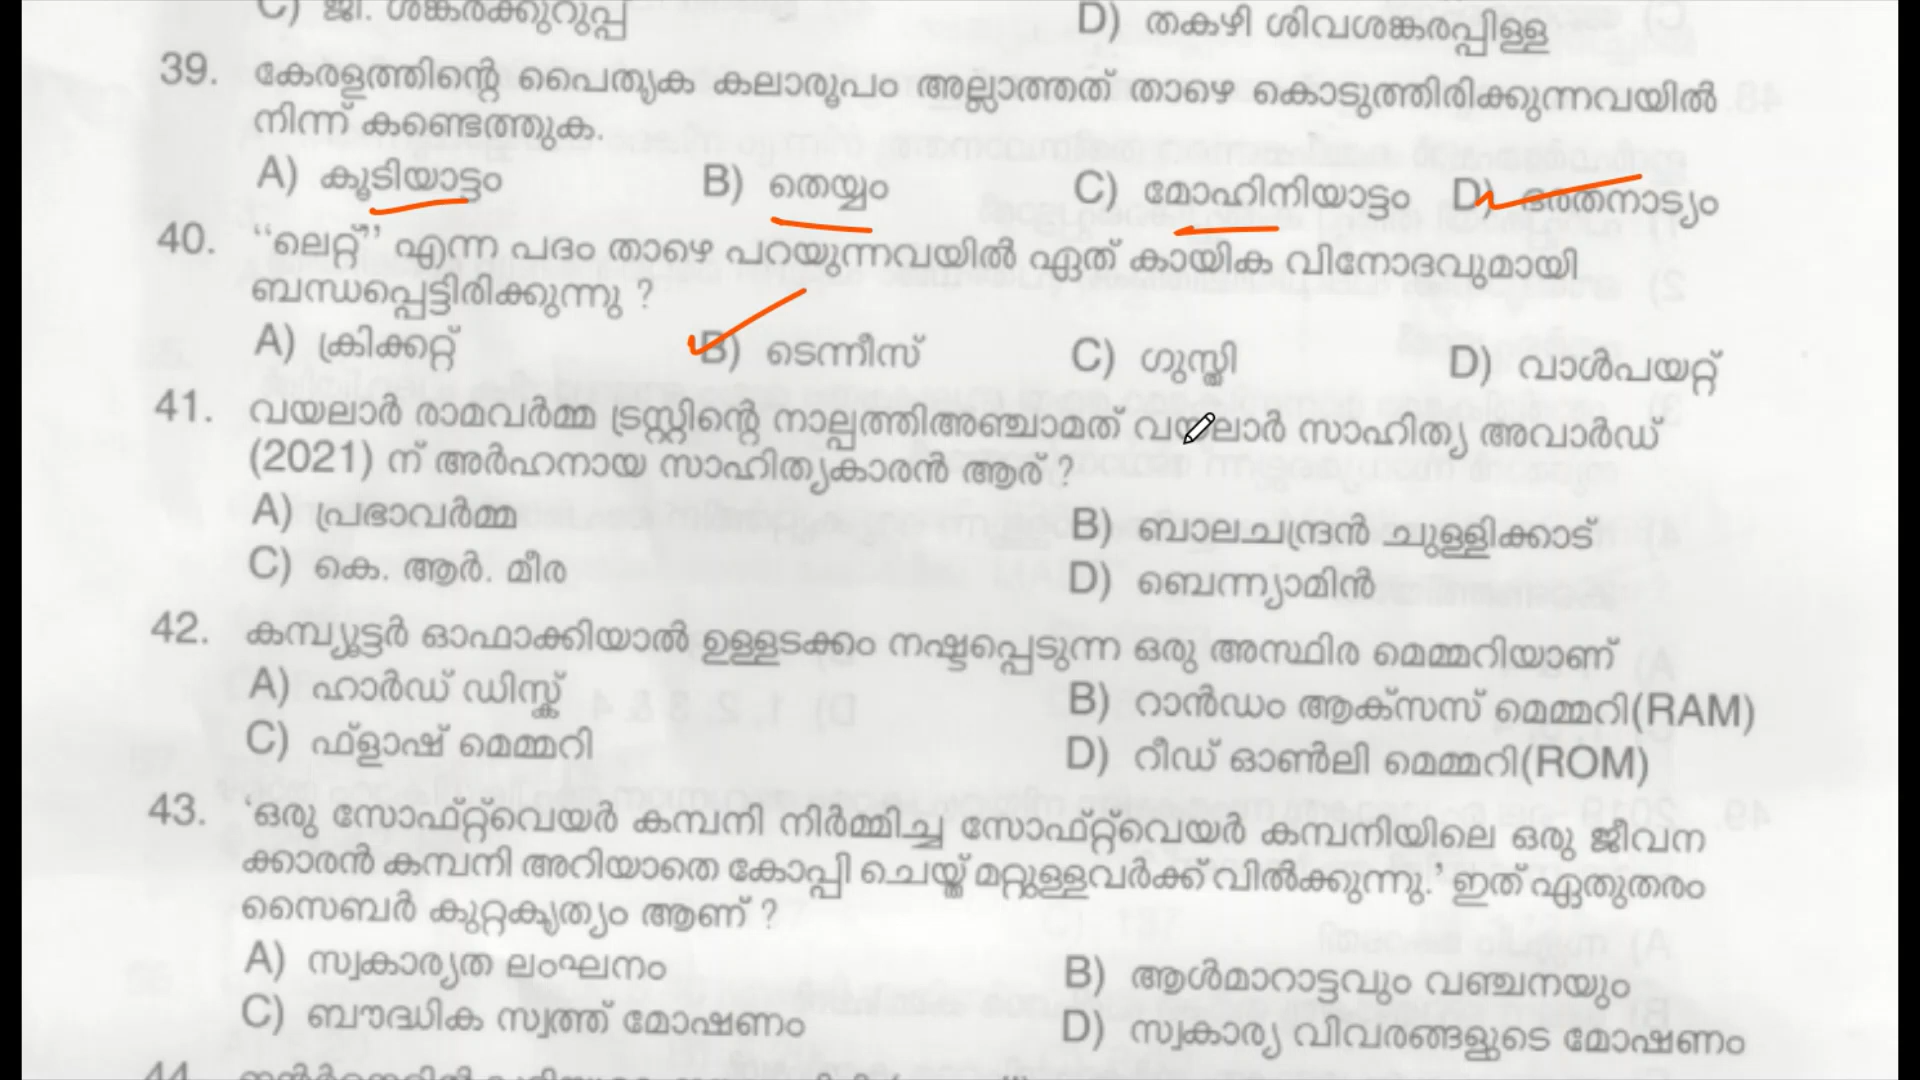 C) ജി. ശങ്കരക്കുറുപ്പ് D) തകഴി ശിവശങ്കരപ്പിള്ള
39. കേരളത്തിന്റെ പൈതൃക കലാരൂപം അല്ലാത്തത് താഴെ കൊടുത്തിരിക്കുന്നവയിൽ
നിന്ന് കണ്ടെത്തുക.
A) കൂടിയാട്ടം B) തെയ്യം C) മോഹിനിയാട്ടം D) ഭരതനാട്യം
40. “ലെറ്റ്” എന്ന പദം താഴെ പറയുന്നവയിൽ ഏത് കായിക വിനോദവുമായി
ബന്ധപ്പെട്ടിരിക്കുന്നു ?
A) ക്രിക്കറ്റ് B) ടെന്നീസ് C) ഗുസ്തി D) വാൾപയറ്റ്
41. വയലാർ രാമവർമ്മ ട്രസ്റ്റിന്റെ നാല്പത്തിഅഞ്ചാമത് വയലാർ സാഹിത്യ അവാർഡ്
(2021) ന് അർഹനായ സാഹിത്യകാരൻ ആര് ?
A) പ്രഭാവർമ്മ B) ബാലചന്ദ്രൻ ചുള്ളിക്കാട്
C) കെ. ആർ. മീര D) ബെന്ന്യാമിൻ
42. കമ്പ്യൂട്ടർ ഓഫാക്കിയാൽ ഉള്ളടക്കം നഷ്ടപ്പെടുന്ന ഒരു അസ്ഥിര മെമ്മറിയാണ്
A) ഹാർഡ് ഡിസ്ക് B) റാൻഡം ആക്സസ് മെമ്മറി(RAM)
C) ഫ്ളാഷ് മെമ്മറി D) റീഡ് ഓൺലി മെമ്മറി(ROM)
43. ‘ഒരു സോഫ്റ്റ്‌വെയർ കമ്പനി നിർമ്മിച്ച സോഫ്റ്റ്‌വെയർ കമ്പനിയിലെ ഒരു ജീവന
ക്കാരൻ കമ്പനി അറിയാതെ കോപ്പി ചെയ്ത് മറ്റുള്ളവർക്ക് വിൽക്കുന്നു.’ ഇത് ഏതുതരം
സൈബർ കുറ്റകൃത്യം ആണ് ?
A) സ്വകാര്യത ലംഘനം B) ആൾമാറാട്ടവും വഞ്ചനയും
C) ബൗദ്ധിക സ്വത്ത് മോഷണം D) സ്വകാര്യ വിവരങ്ങളുടെ മോഷണം
44.